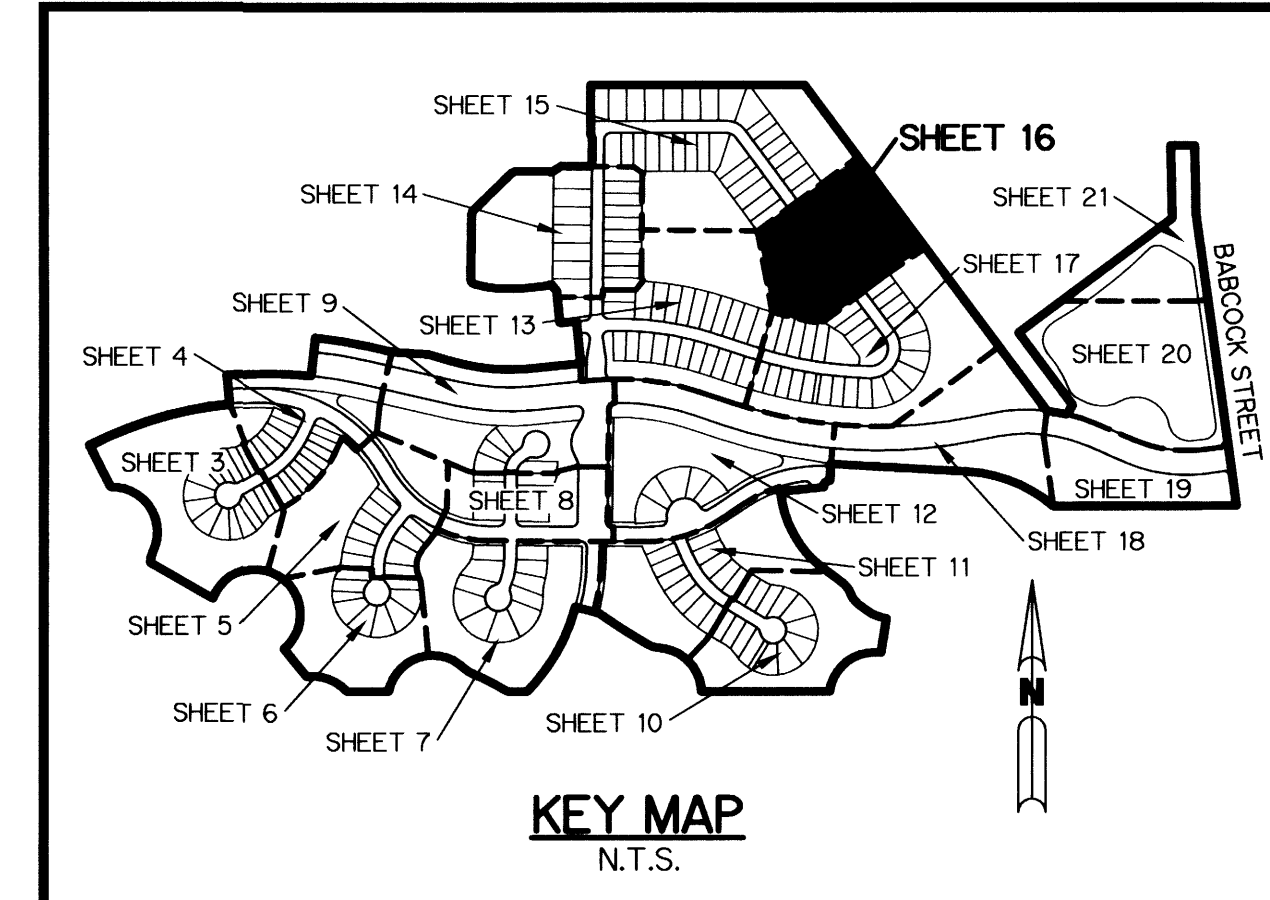 SHEET 15
SHEET 16
SHEET 14
SHEET 21
SHEET 17
BABCOCK STREET
SHEET 9
SHEET 13
SHEET 4
SHEET 20
SHEET 3
SHEET 8
SHEET 19
SHEET 12
SHEET 18
SHEET 11
SHEET 5
SHEET 6
SHEET 10
SHEET 7
N
KEY MAP
N.T.S.